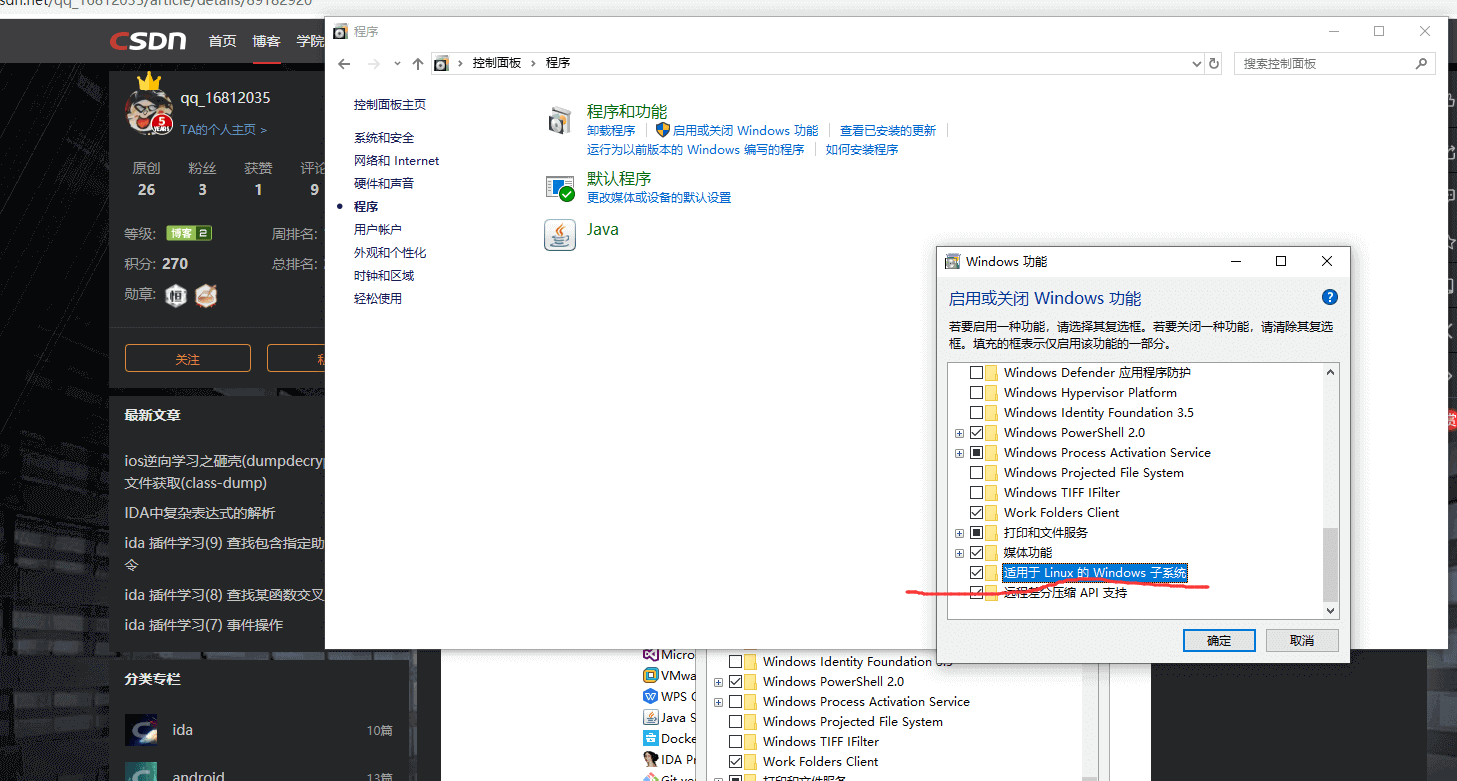 sdn.net/qq_16812035/article/details/89182920
CSDN 首页 博客 学院
qq_16812035
5 YEARS
TA的个人主页 >
原创 粉丝 获赞 评论
26 3 1 9
等级: 博客 2 周排名:
积分: 270 总排名:
勋章: 恒
关注 私
最新文章
ios逆向学习之砸壳(dumpdecryp
文件获取(class-dump)
IDA中复杂表达式的解析
ida 插件学习(9) 查找包含指定助
令
ida 插件学习(8) 查找某函数交叉
ida 插件学习(7) 事件操作
分类专栏
ida 10篇
android 13篇
程序
控制面板 > 程序
搜索控制面板
控制面板主页
系统和安全
网络和 Internet
硬件和声音
程序
用户帐户
外观和个性化
时钟和区域
轻松使用
程序和功能
卸载程序 启用或关闭 Windows 功能 查看已安装的更新
运行为以前版本的 Windows 编写的程序 如何安装程序
默认程序
更改媒体或设备的默认设置
Java
Windows 功能
启用或关闭 Windows 功能
若要启用一种功能，请选择其复选框。若要关闭一种功能，请清除其复选
框。填充的框表示仅启用该功能的一部分。
Windows Defender 应用程序防护
Windows Hypervisor Platform
Windows Identity Foundation 3.5
Windows PowerShell 2.0
Windows Process Activation Service
Windows Projected File System
Windows TIFF IFilter
Work Folders Client
打印和文件服务
媒体功能
适用于 Linux 的 Windows 子系统
远程差分压缩 API 支持
确定 取消
赏
Micro
VMwa
WPS
Java S
Docke
IDA Pr
Git ve
Windows Identity Foundation 3.5
Windows PowerShell 2.0
Windows Process Activation Service
Windows Projected File System
Windows TIFF IFilter
Work Folders Client
打印和文件服务